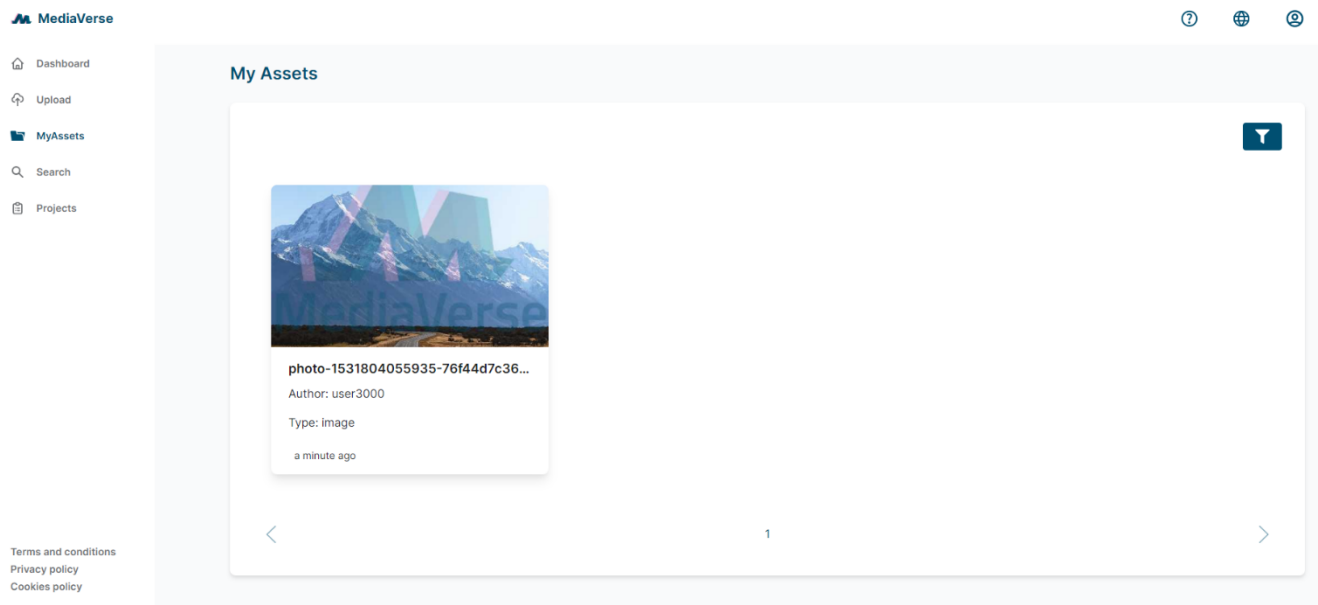 MediaVerse
Dashboard
Upload
MyAssets
Search
Projects
Terms and conditions
Privacy policy
Cookies policy
My Assets
MediaVerse
photo-1531804055935-76f44d7c36...
Author: user3000
Type: image
a minute ago
1